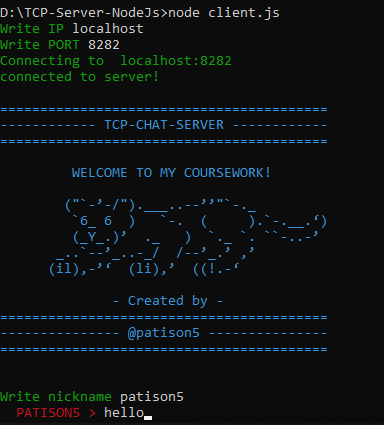 D:\TCP-Server-NodeJs>node client.js
Write IP localhost
Write PORT 8282
Connecting to  localhost:8282
connected to server!
=========================================
------------ TCP-CHAT-SERVER ------------
=========================================
WELCOME TO MY COURSEWORK!
("`-’-/").___..--’’"`-._
`6_ 6  )   `-.  (     ).`-.__.‘)
(_Y_.)’  ._   )  `._ `. ``-..-’
_..`--’_..-_/  /--’_.’ ,’
(il),-’‘  (li),’  ((!.-‘
- Created by -
=========================================
--------------- @patison5 ---------------
=========================================
Write nickname patison5
PATISON5 > hello_